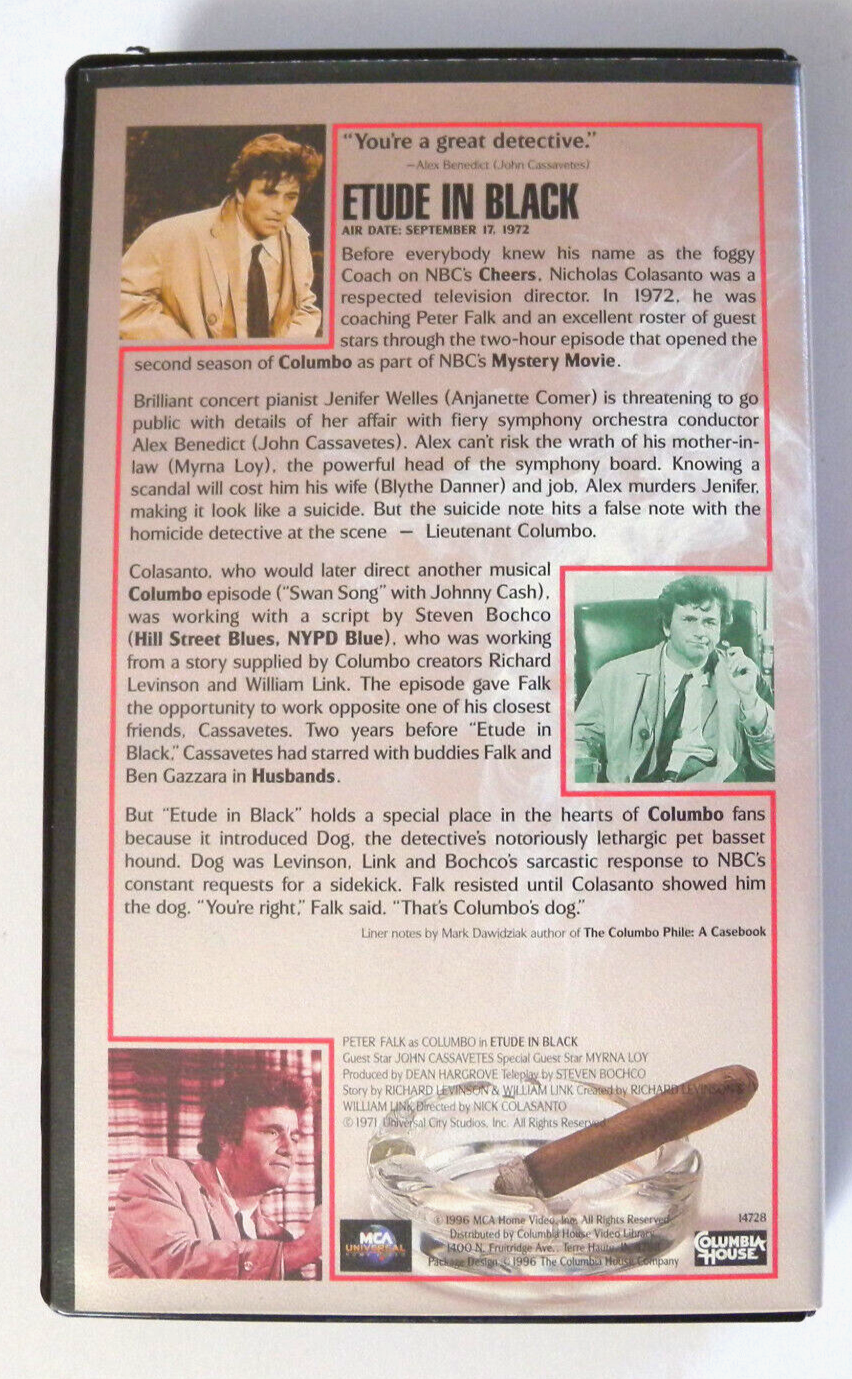 “You’re a great detective.”
—Alex Benedict (John Cassavetes)
ETUDE IN BLACK
AIR DATE: SEPTEMBER 17, 1972
Before everybody knew his name as the foggy
Coach on NBC’s Cheers, Nicholas Colasanto was a
respected television director. In 1972, he was
coaching Peter Falk and an excellent roster of guest
stars through the two-hour episode that opened the
second season of Columbo as part of NBC’s Mystery Movie.
Brilliant concert pianist Jenifer Welles (Anjanette Comer) is threatening to go
public with details of her affair with fiery symphony orchestra conductor
Alex Benedict (John Cassavetes). Alex can’t risk the wrath of his mother-in-
law (Myrna Loy), the powerful head of the symphony board. Knowing a
scandal will cost him his wife (Blythe Danner) and job, Alex murders Jenifer,
making it look like a suicide. But the suicide note hits a false note with the
homicide detective at the scene — Lieutenant Columbo.
Colasanto, who would later direct another musical
Columbo episode (“Swan Song” with Johnny Cash),
was working with a script by Steven Bochco
(Hill Street Blues, NYPD Blue), who was working
from a story supplied by Columbo creators Richard
Levinson and William Link. The episode gave Falk
the opportunity to work opposite one of his closest
friends, Cassavetes. Two years before “Etude in
Black,” Cassavetes had starred with buddies Falk and
Ben Gazzara in Husbands.
But “Etude in Black” holds a special place in the hearts of Columbo fans
because it introduced Dog, the detective’s notoriously lethargic pet basset
hound. Dog was Levinson, Link and Bochco’s sarcastic response to NBC’s
constant requests for a sidekick. Falk resisted until Colasanto showed him
the dog. “You’re right,” Falk said. “That’s Columbo’s dog.”
Liner notes by Mark Dawidziak author of The Columbo Phile: A Casebook
PETER FALK as COLUMBO in ETUDE IN BLACK
Guest Star JOHN CASSAVETES Special Guest Star MYRNA LOY
Produced by DEAN HARGROVE Teleplay by STEVEN BOCHCO
Story by RICHARD LEVINSON & WILLIAM LINK Created by RICHARD LEVINSON &
WILLIAM LINK Directed by NICK COLASANTO
© 1971 Universal City Studios, Inc. All Rights Reserved
MCA
UNIVERSAL
© 1996 MCA Home Video, Inc. All Rights Reserved
Distributed by Columbia House Video Library
1400 N. Fruitridge Ave., Terre Haute, IN
Package Design © 1996 The Columbia House Company
14728
COLUMBIA
HOUSE